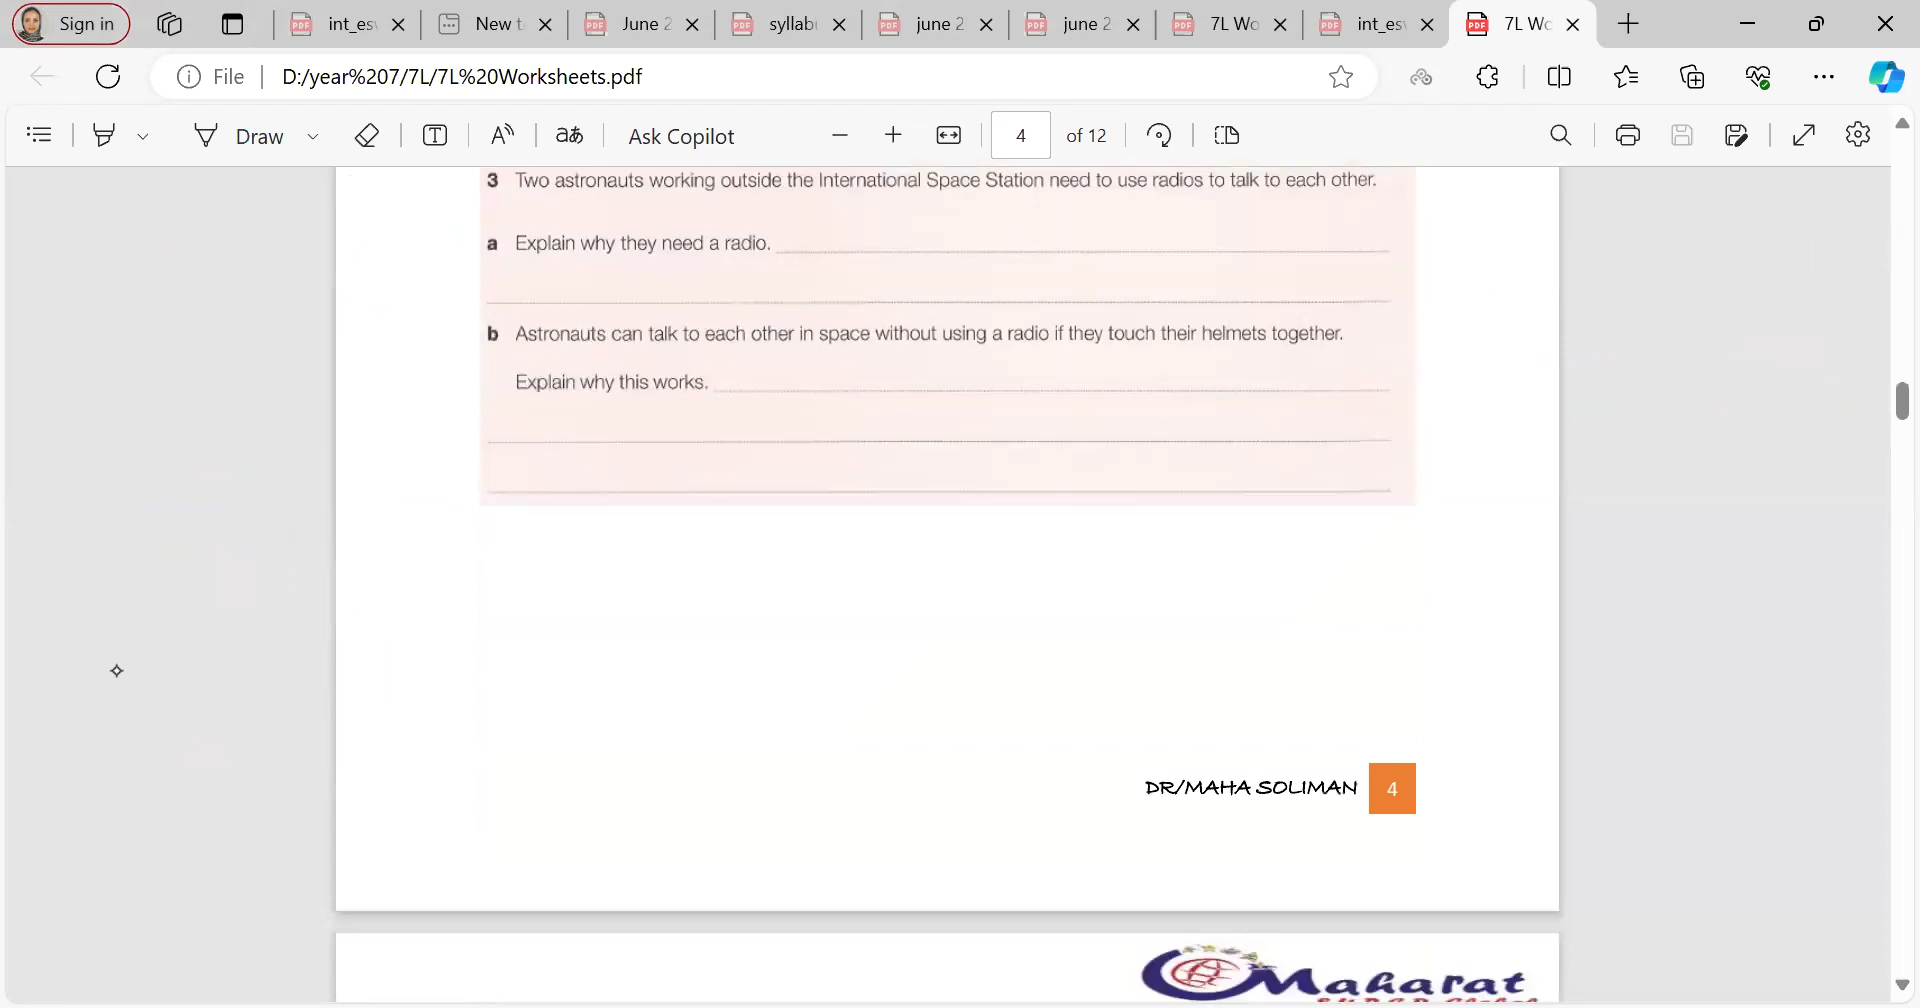 Sign in
int_es
New t
June 2
syllab
june 2
june 2
7L Wo
int_es
7L Wo
File
D:/year%207/7L/7L%20Worksheets.pdf
Draw
Ask Copilot
4
of 12
3 Two astronauts working outside the International Space Station need to use radios to talk to each other.
a Explain why they need a radio.
b Astronauts can talk to each other in space without using a radio if they touch their helmets together.
Explain why this works.
DR/MAHA SOLIMAN 4
Maharat